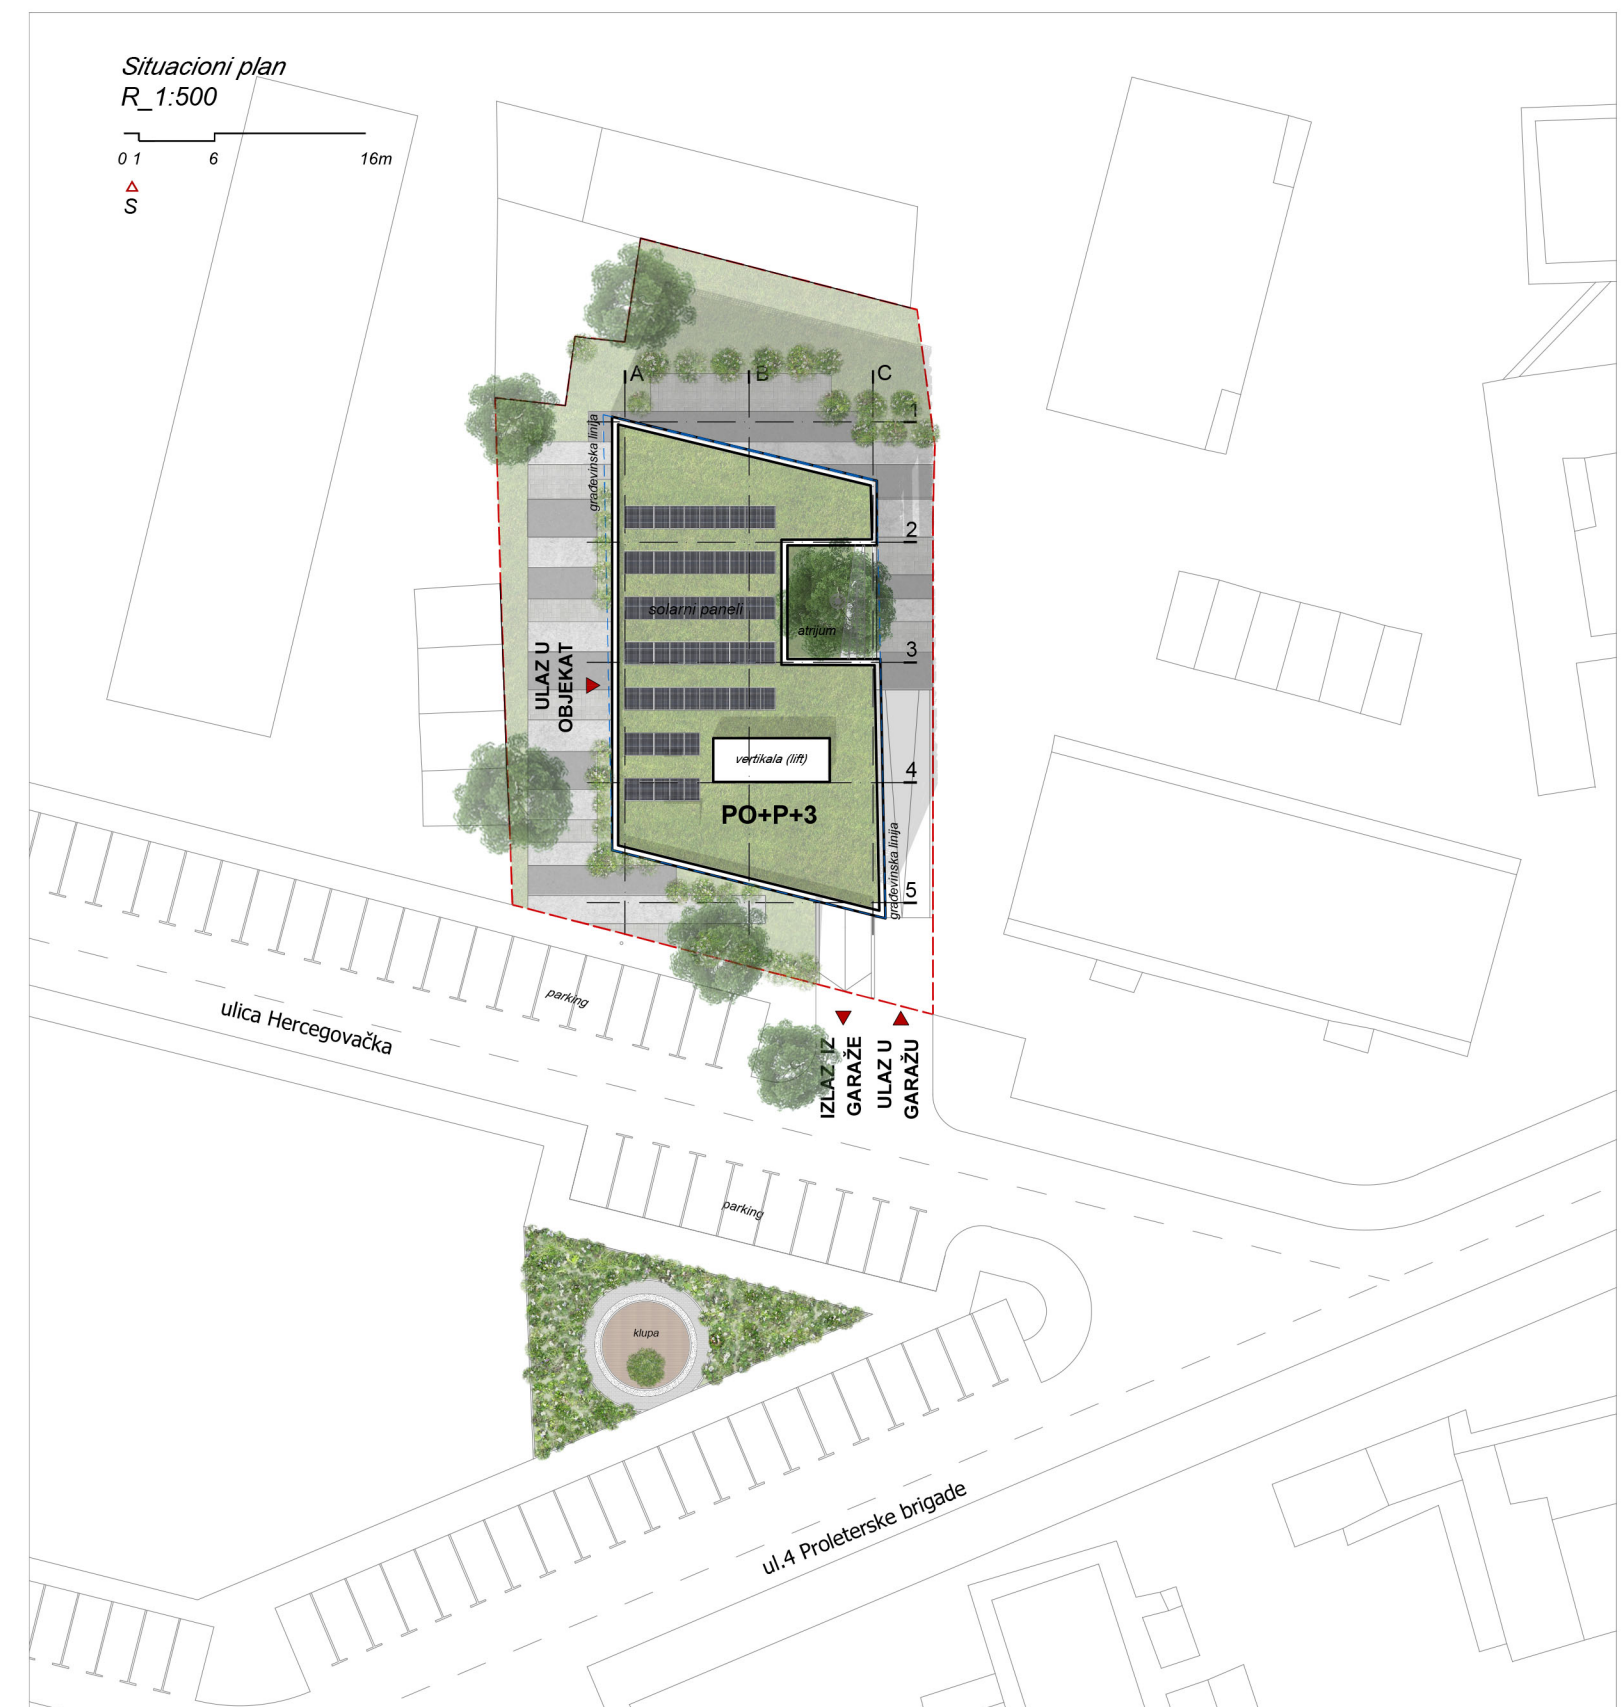 Situacioni plan
R_1:500
0 1 6 16m
S
A B C
1
građevinska linija
2
solarni paneli
atrijum
3
ULAZ U
OBJEKAT
vertikala (lift)
4
PO+P+3
građevinska linija
5
parking
ulica Hercegovačka
IZLAZ IZ
GARAŽE
ULAZ U
GARAŽU
parking
klupa
ul.4 Proleterske brigade